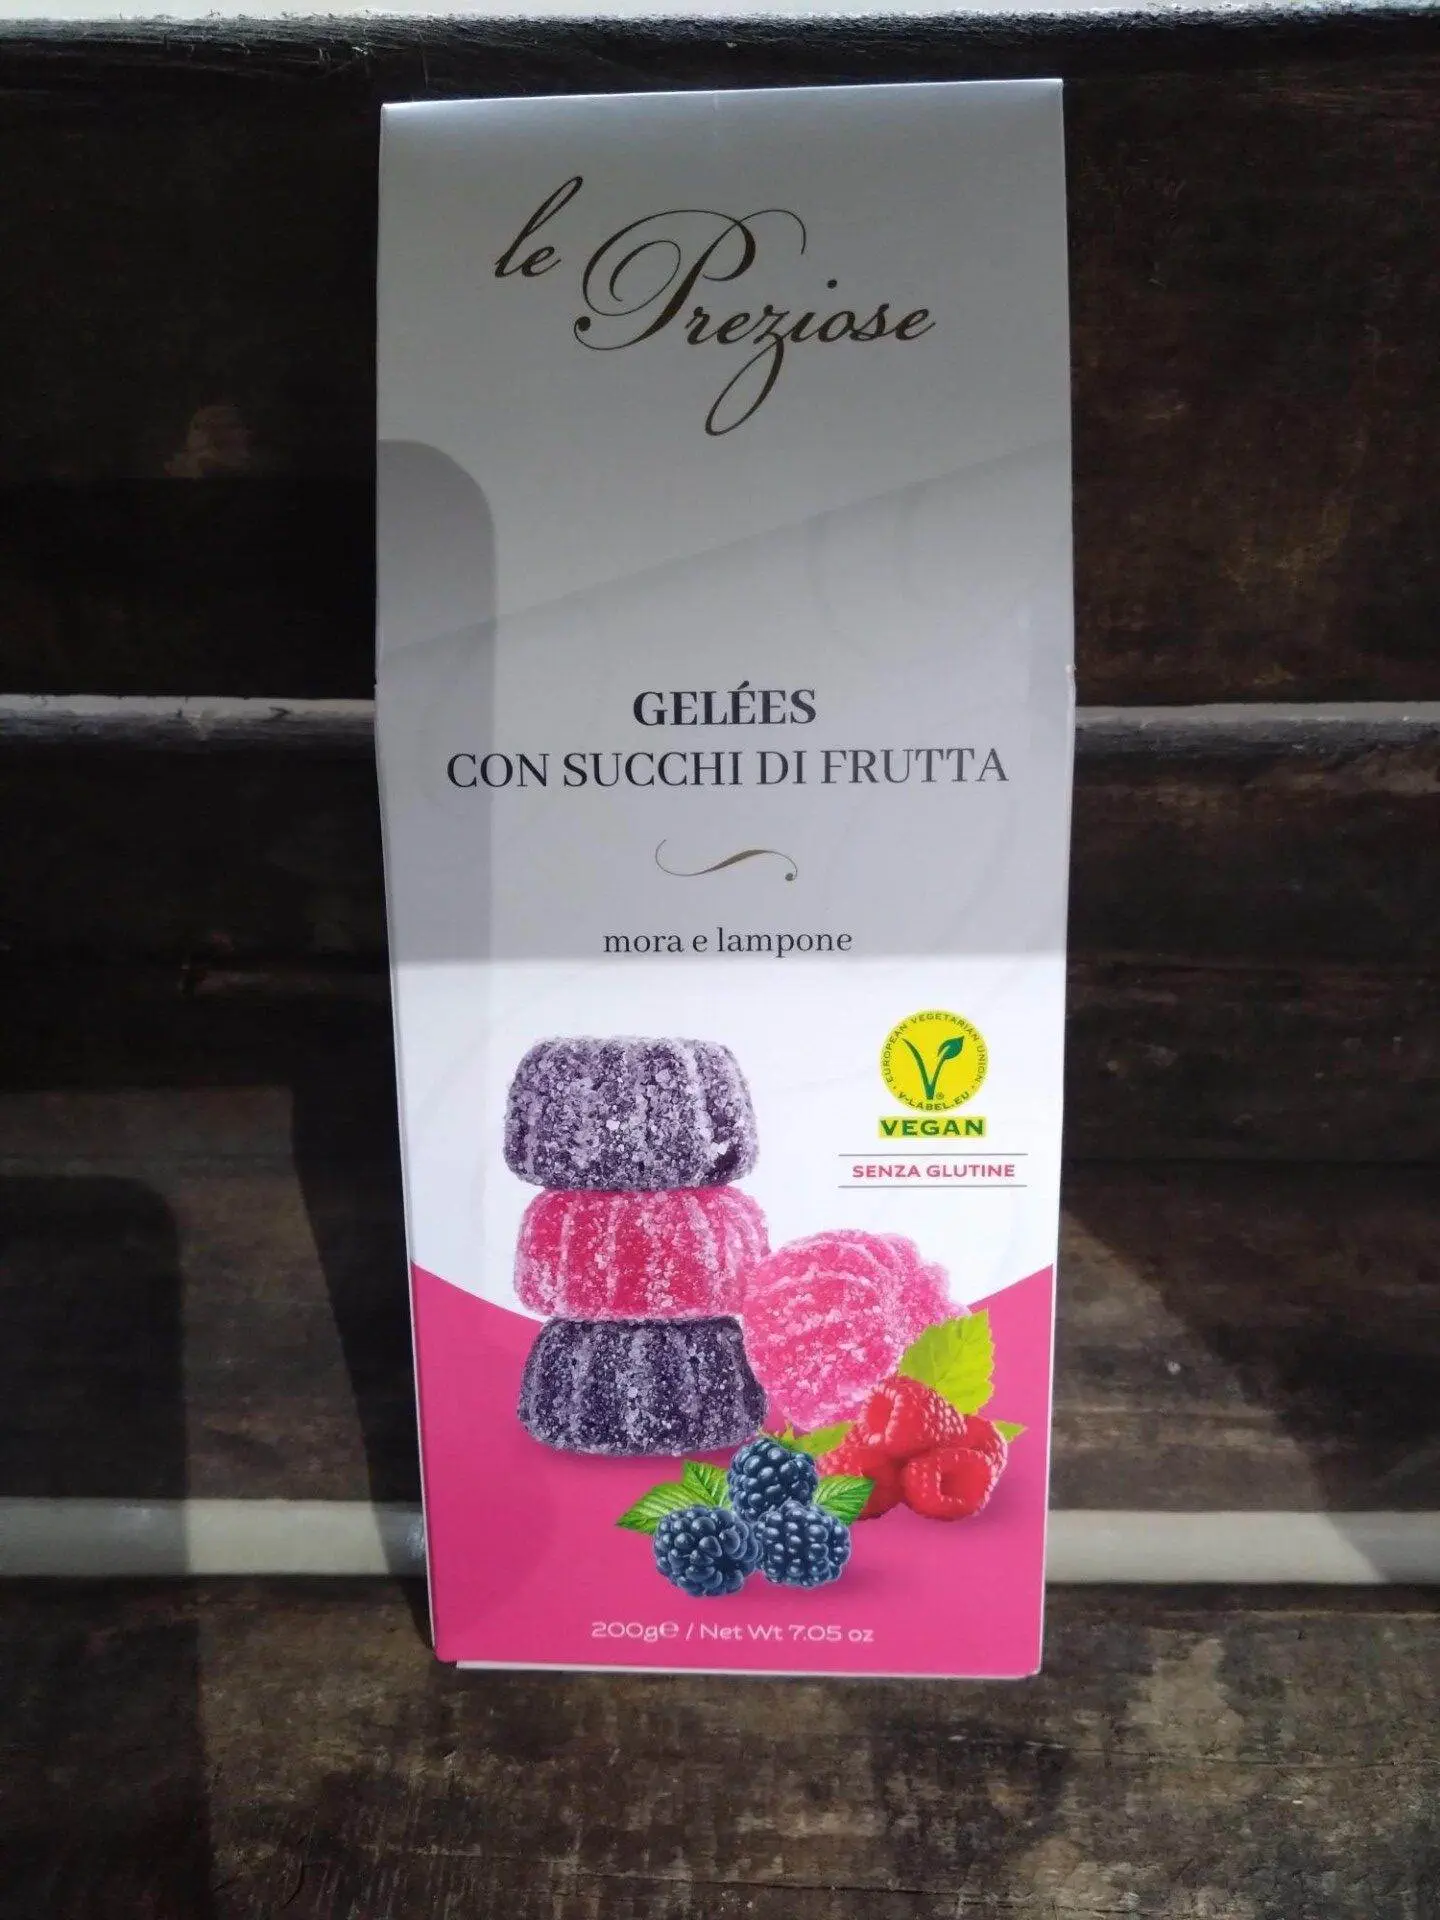 le Preziose
GELÉES
CON SUCCHI DI FRUTTA
mora e lampone
EUROPEAN VEGETARIAN UNION
V-LABEL.EU
VEGAN
SENZA GLUTINE
200g℮ / Net Wt 7.05 oz